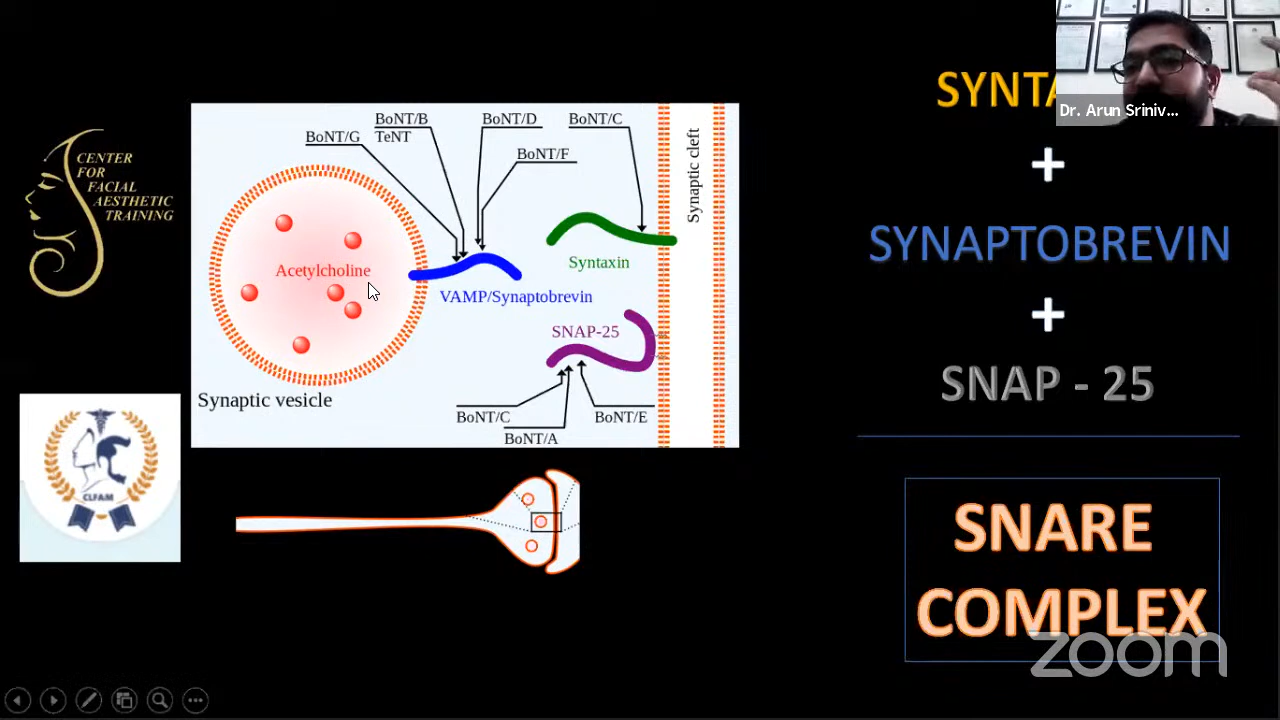 CENTER
FOR
FACIAL
AESTHETIC
TRAINING
CLFAM
BoNT/G
BoNT/B
TeNT
BoNT/D
BoNT/F
BoNT/C
Synaptic cleft
Acetylcholine
Syntaxin
VAMP/Synaptobrevin
SNAP-25
Synaptic vesicle
BoNT/C
BoNT/A
BoNT/E
Dr. Arun Sriniv...
SYNTA
+
SYNAPTOBREVIN
+
SNAP - 25
SNARE
COMPLEX
zoom